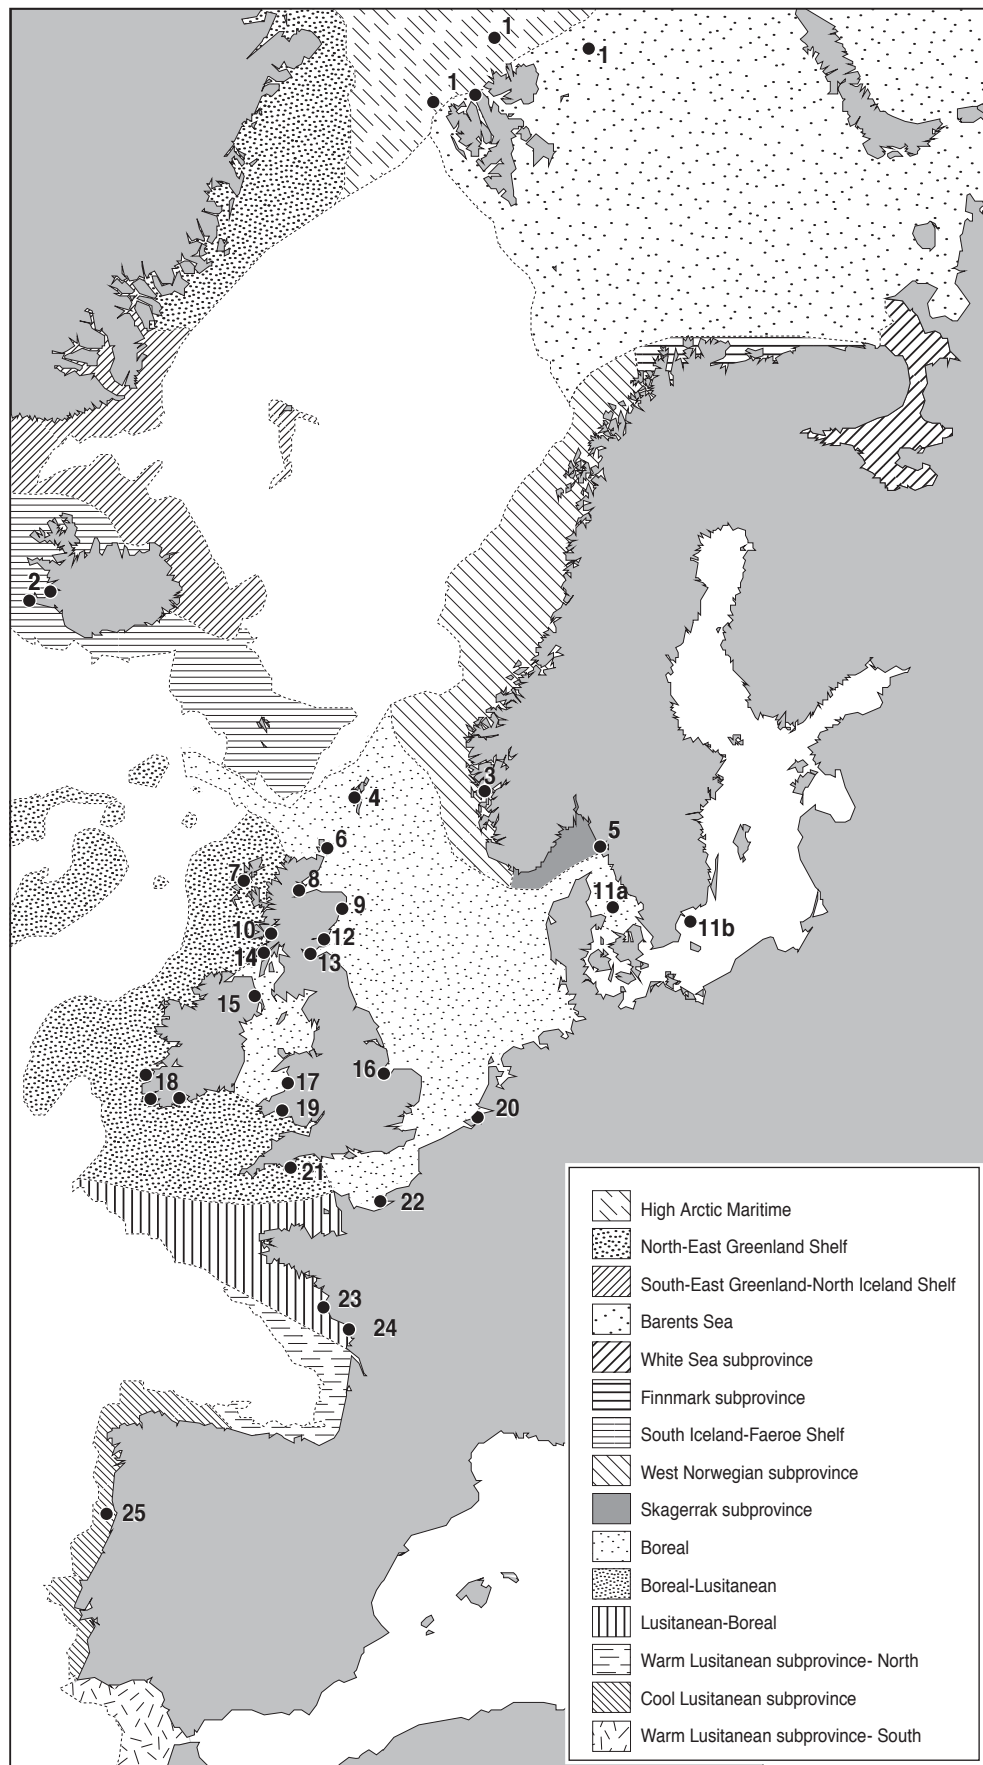 1
1
1
2
3
4
5
6
7
8
9
11a
11b
10
12
14
13
15
16
18
17
19
20
21
22
23
24
25
High Arctic Maritime
North-East Greenland Shelf
South-East Greenland-North Iceland Shelf
Barents Sea
White Sea subprovince
Finnmark subprovince
South Iceland-Faeroe Shelf
West Norwegian subprovince
Skagerrak subprovince
Boreal
Boreal-Lusitanean
Lusitanean-Boreal
Warm Lusitanean subprovince- North
Cool Lusitanean subprovince
Warm Lusitanean subprovince- South